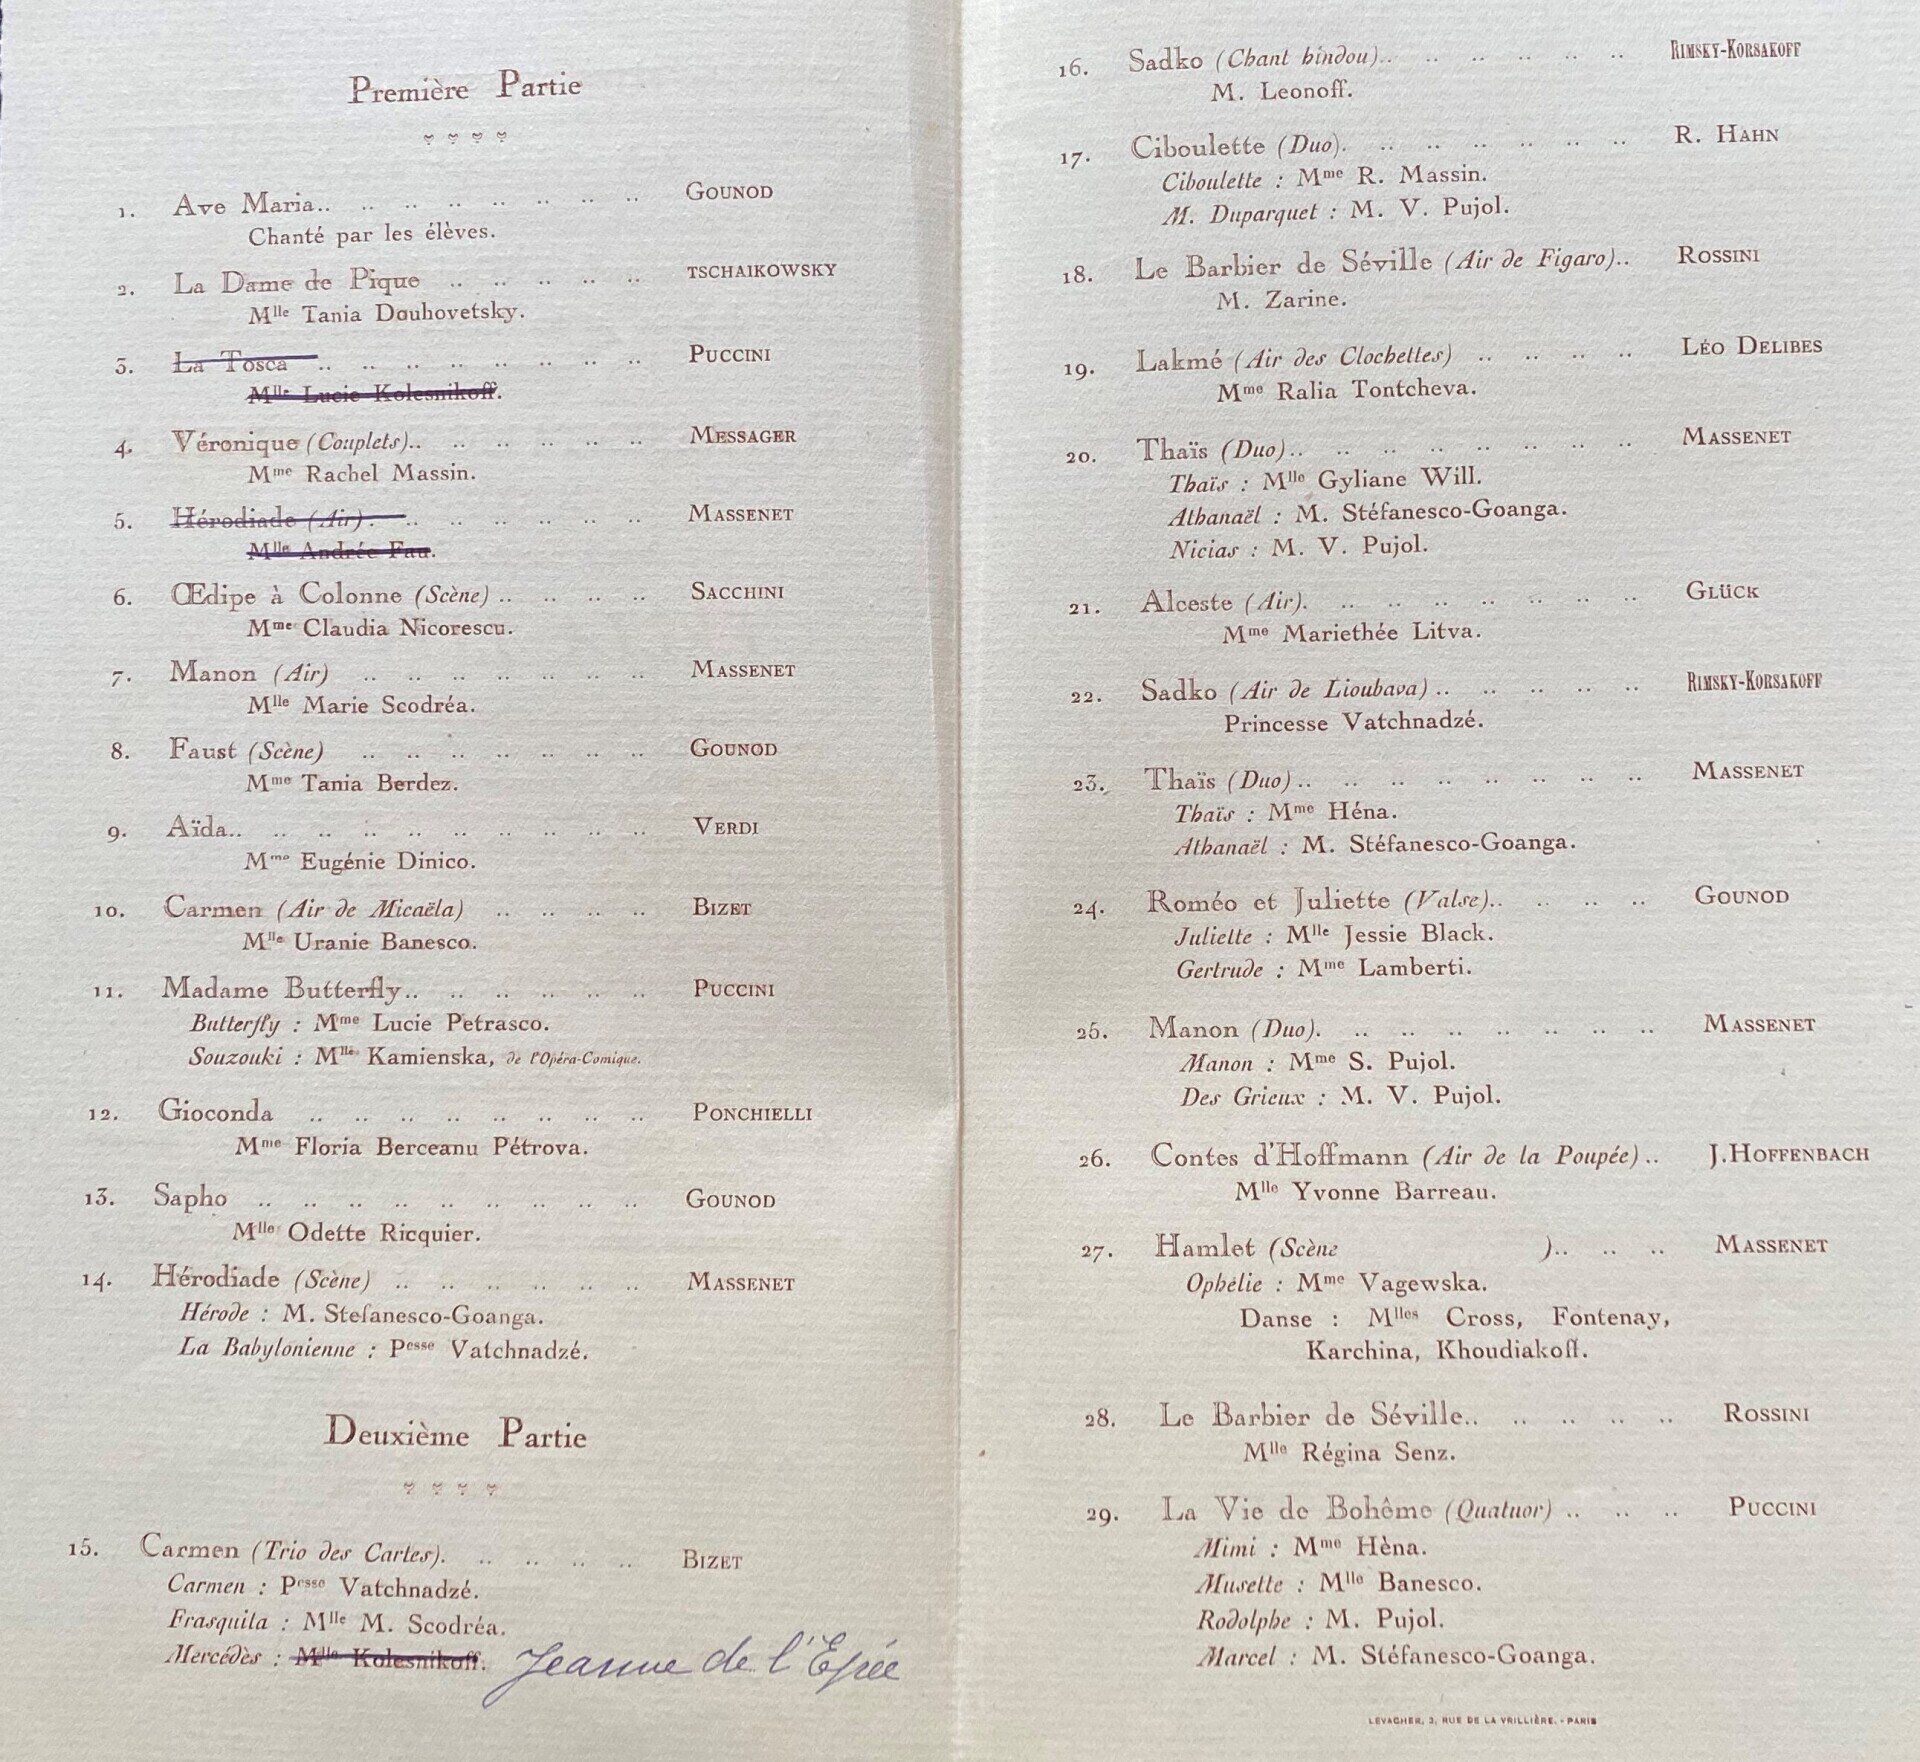 Première Partie
1. Ave Maria.. .. .. .. .. .. .. .. GOUNOD
Chanté par les élèves.
2. La Dame de Pique .. .. .. .. .. TSCHAIKOWSKY
Mlle Tania Douhovetsky.
3. La Tosca .. .. .. .. .. .. .. .. PUCCINI
Mlle Lucie Kolesnikoff.
4. Véronique (Couplets).. .. .. .. .. .. MESSAGER
Mme Rachel Massin.
5. Hérodiade (Air). .. .. .. .. .. .. MASSENET
Mlle Andrée Fau.
6. Œdipe à Colonne (Scène) .. .. .. .. SACCHINI
Mme Claudia Nicorescu.
7. Manon (Air) .. .. .. .. .. .. .. MASSENET
Mlle Marie Scodréa.
8. Faust (Scène) .. .. .. .. .. .. .. GOUNOD
Mme Tania Berdez.
9. Aïda.. .. .. .. .. .. .. .. .. .. VERDI
Mme Eugénie Dinico.
10. Carmen (Air de Micaëla) .. .. .. .. BIZET
Mlle Uranie Banesco.
11. Madame Butterfly.. .. .. .. .. .. PUCCINI
Butterfly : Mme Lucie Petrasco.
Souzouki : Mlle Kamienska, de l'Opéra-Comique.
12. Gioconda .. .. .. .. .. .. .. .. PONCHIELLI
Mme Floria Berceanu Pétrova.
13. Sapho .. .. .. .. .. .. .. .. .. GOUNOD
Mlle Odette Ricquier.
14. Hérodiade (Scène) .. .. .. .. .. .. MASSENET
Hérode : M. Stefanesco-Goanga.
La Babylonienne : Pesse Vatchnadzé.
Deuxième Partie
15. Carmen (Trio des Cartes). .. .. .. .. BIZET
Carmen : Pesse Vatchnadzé.
Frasquita : Mlle M. Scodréa.
Mercédès : Mlle Kolesnikoff. Jeanne de l'Epée
16. Sadko (Chant hindou).. .. .. .. .. .. RIMSKY-KORSAKOFF
M. Leonoff.
17. Ciboulette (Duo). .. .. .. .. .. .. R. HAHN
Ciboulette : Mme R. Massin.
M. Duparquet : M. V. Pujol.
18. Le Barbier de Séville (Air de Figaro).. ROSSINI
M. Zarine.
19. Lakmé (Air des Clochettes) .. .. .. .. LÉO DELIBES
Mme Ralia Tontcheva.
20. Thaïs (Duo).. .. .. .. .. .. .. .. MASSENET
Thaïs : Mlle Gyliane Will.
Athanaël : M. Stéfanesco-Goanga.
Nicias : M. V. Pujol.
21. Alceste (Air). .. .. .. .. .. .. .. GLÜCK
Mme Mariethée Litva.
22. Sadko (Air de Lioubava) .. .. .. .. .. RIMSKY-KORSAKOFF
Princesse Vatchnadzé.
23. Thaïs (Duo).. .. .. .. .. .. .. .. MASSENET
Thaïs : Mme Héna.
Athanaël : M. Stéfanesco-Goanga.
24. Roméo et Juliette (Valse).. .. .. .. GOUNOD
Juliette : Mlle Jessie Black.
Gertrude : Mme Lamberti.
25. Manon (Duo). .. .. .. .. .. .. .. MASSENET
Manon : Mme S. Pujol.
Des Grieux : M. V. Pujol.
26. Contes d'Hoffmann (Air de la Poupée) .. J.HOFFENBACH
Mlle Yvonne Barreau.
27. Hamlet (Scène ).. .. .. MASSENET
Ophélie : Mme Vagewska.
Danse : Mlles Cross, Fontenay,
Karchina, Khoudiakoff.
28. Le Barbier de Séville.. .. .. .. .. ROSSINI
Mlle Régina Senz.
29. La Vie de Bohême (Quatuor) .. .. .. PUCCINI
Mimi : Mme Hèna.
Musette : Mlle Banesco.
Rodolphe : M. Pujol.
Marcel : M. Stéfanesco-Goanga.
LEVACHER, 3, RUE DE LA VRILLIÈRE. - PARIS